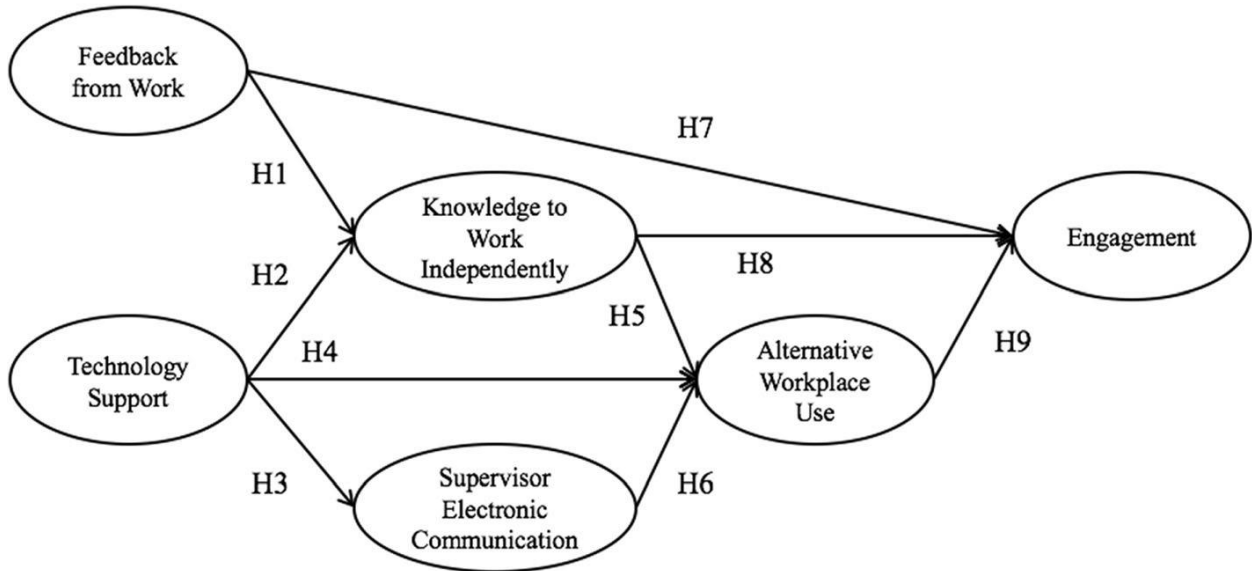 Feedback
from Work
H7
H1
Knowledge to
Work
Independently
Engagement
H2
H8
H5
H4
Technology
Support
Alternative
Workplace
Use
H9
H3
Supervisor
Electronic
Communication
H6